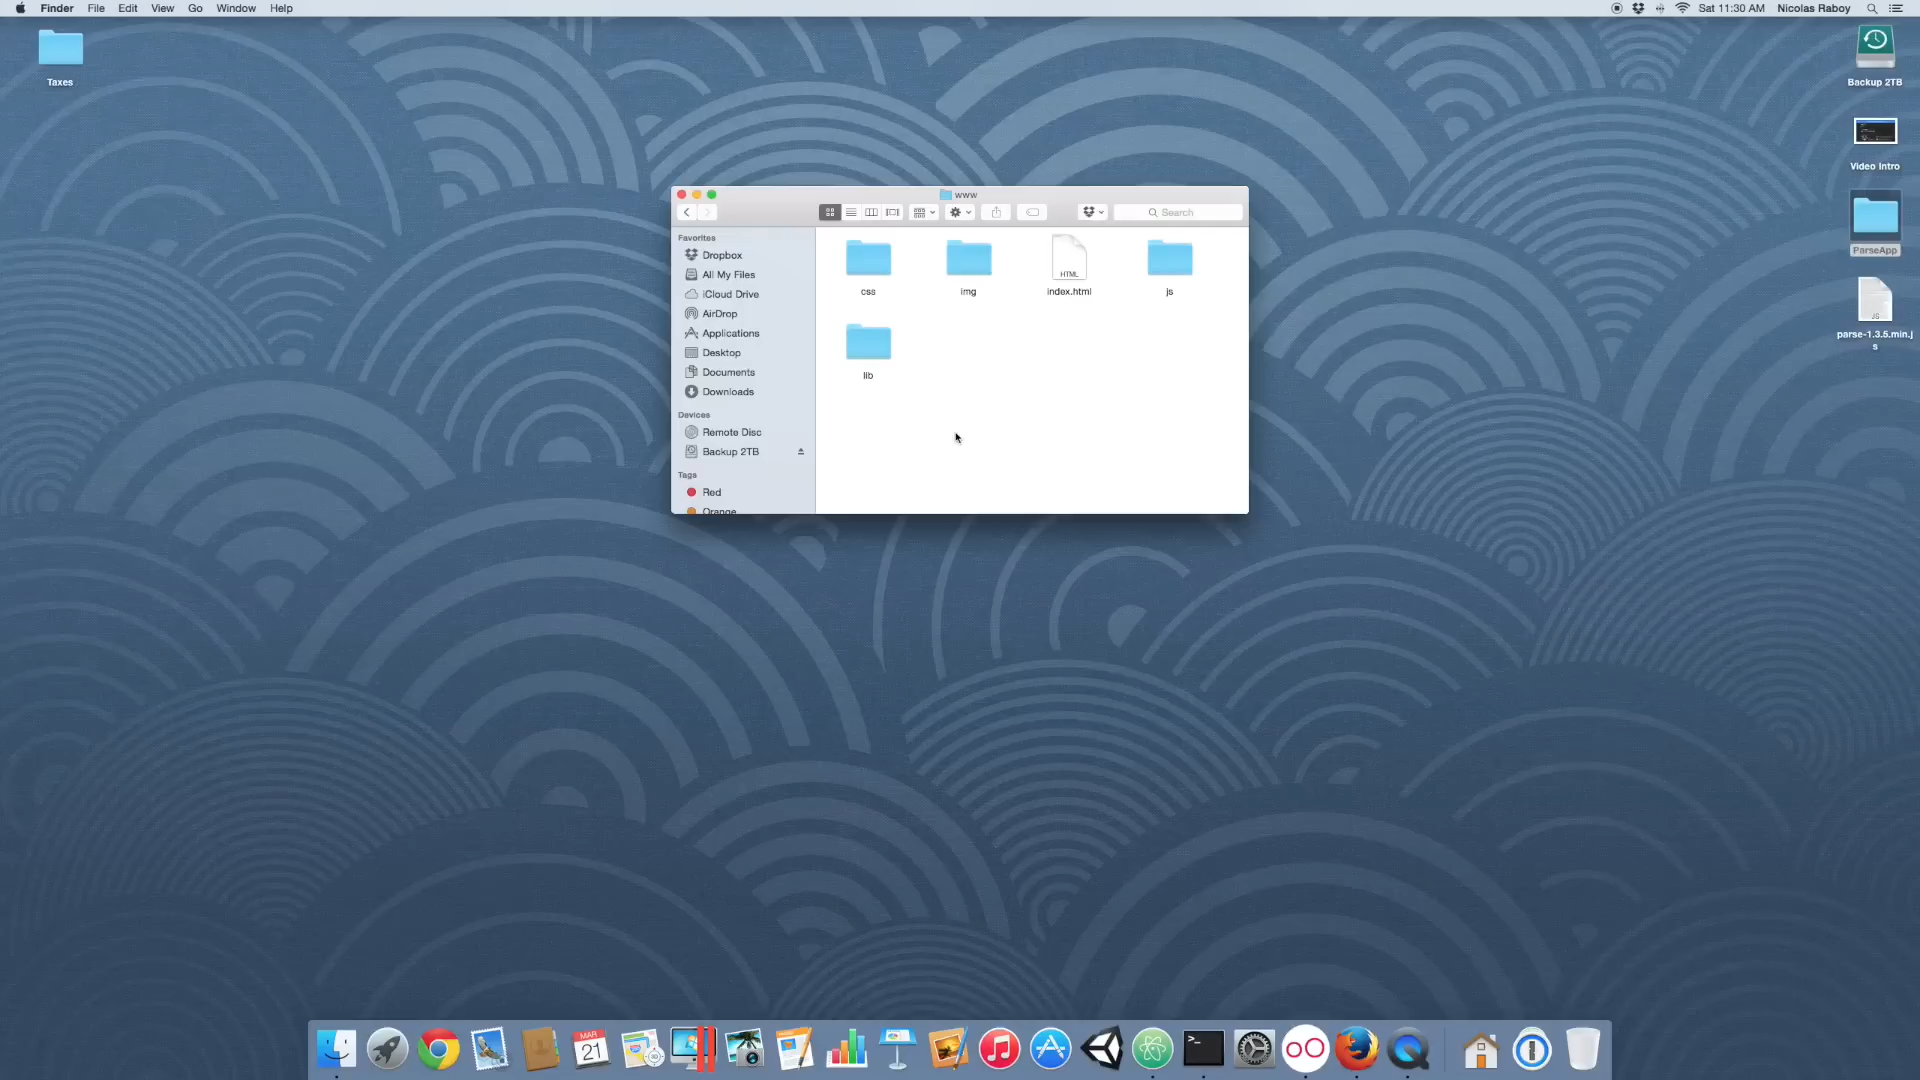 Finder File Edit View Go Window Help
Sat 11:30 AM Nicolas Raboy
Taxes
Backup 2TB
Video Intro
ParseApp
parse-1.3.5.min.j
s
www
Search
Favorites
Dropbox
All My Files
iCloud Drive
AirDrop
Applications
Desktop
Documents
Downloads
Devices
Remote Disc
Backup 2TB
Tags
Red
Orange
css
img
HTML
index.html
js
lib
JS
MAR
21